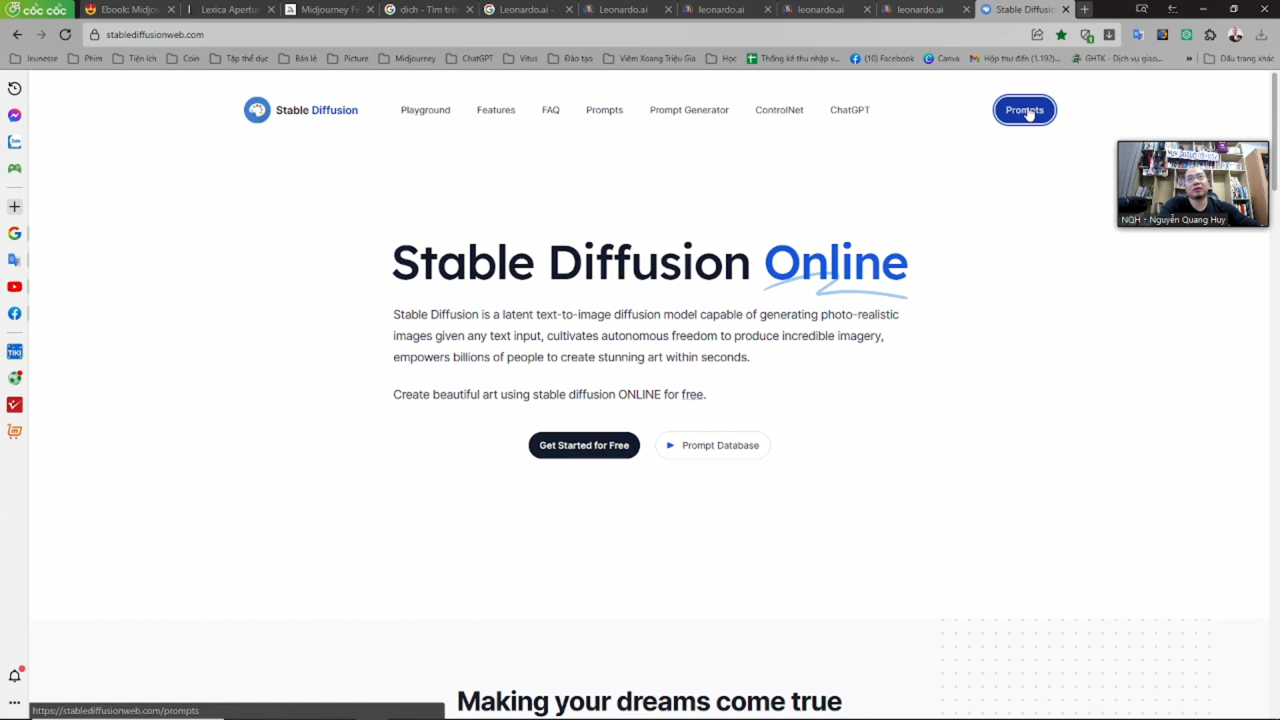 cốc cốc
Ebook: Midjo
Lexica Apertu
Midjourney Fe
dich - Tìm trê
Leonardo.ai -
Leonardo.ai
leonardo.ai
leonardo.ai
leonardo.ai
Stable Diffusio
stablediffusionweb.com
Jeunesse
Phim
Tiện ích
Coin
Tập thể dục
Bán lẻ
Picture
Midjourney
ChatGPT
Vitus
Đào tạo
Viêm Xoang Triệu Gia
Học
Thống kê thu nhập v...
(10) Facebook
Canva
Hộp thư đến (1.192)...
GHTK - Dịch vụ giao...
»
Dấu trang khác
Stable Diffusion
Playground
Features
FAQ
Prompts
Prompt Generator
ControlNet
ChatGPT
Prompts
NQH - Nguyễn Quang Huy
Stable Diffusion Online
Stable Diffusion is a latent text-to-image diffusion model capable of generating photo-realistic
images given any text input, cultivates autonomous freedom to produce incredible imagery,
empowers billions of people to create stunning art within seconds.
Create beautiful art using stable diffusion ONLINE for free.
Get Started for Free
Prompt Database
TIKI
Making your dreams come true
https://stablediffusionweb.com/prompts